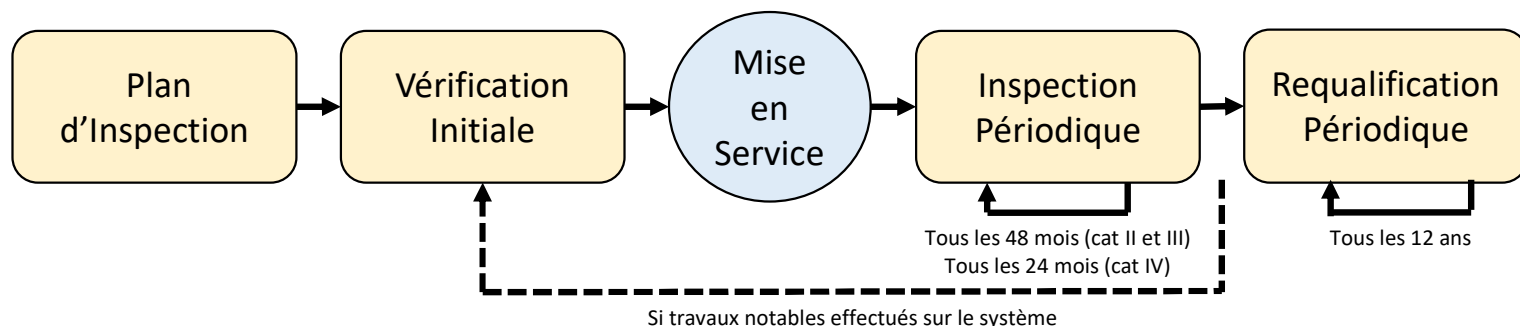 Plan
d’Inspection
Vérification
Initiale
Mise
en
Service
Inspection
Périodique
Requalification
Périodique
Tous les 48 mois (cat II et III)
Tous les 24 mois (cat IV)
Tous les 12 ans
Si travaux notables effectués sur le système